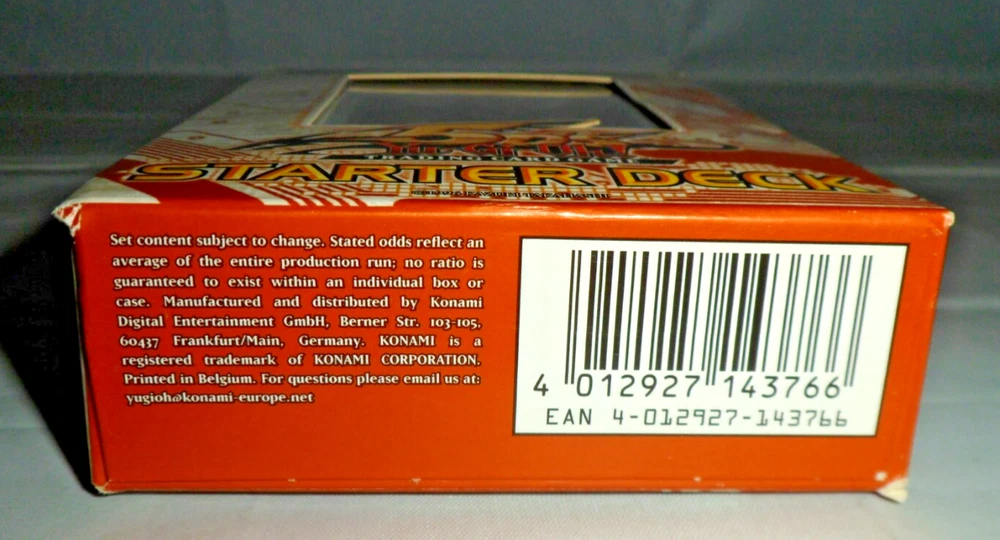 TRADING CARD GAME
STARTER DECK
Set content subject to change. Stated odds reflect an
average of the entire production run; no ratio is
guaranteed to exist within an individual box or
case. Manufactured and distributed by Konami
Digital Entertainment GmbH, Berner Str. 103-105,
60437 Frankfurt/Main, Germany. KONAMI is a
registered trademark of KONAMI CORPORATION.
Printed in Belgium. For questions please email us at:
yugioh@konami-europe.net
4 012927 143766
EAN 4-012927-143766